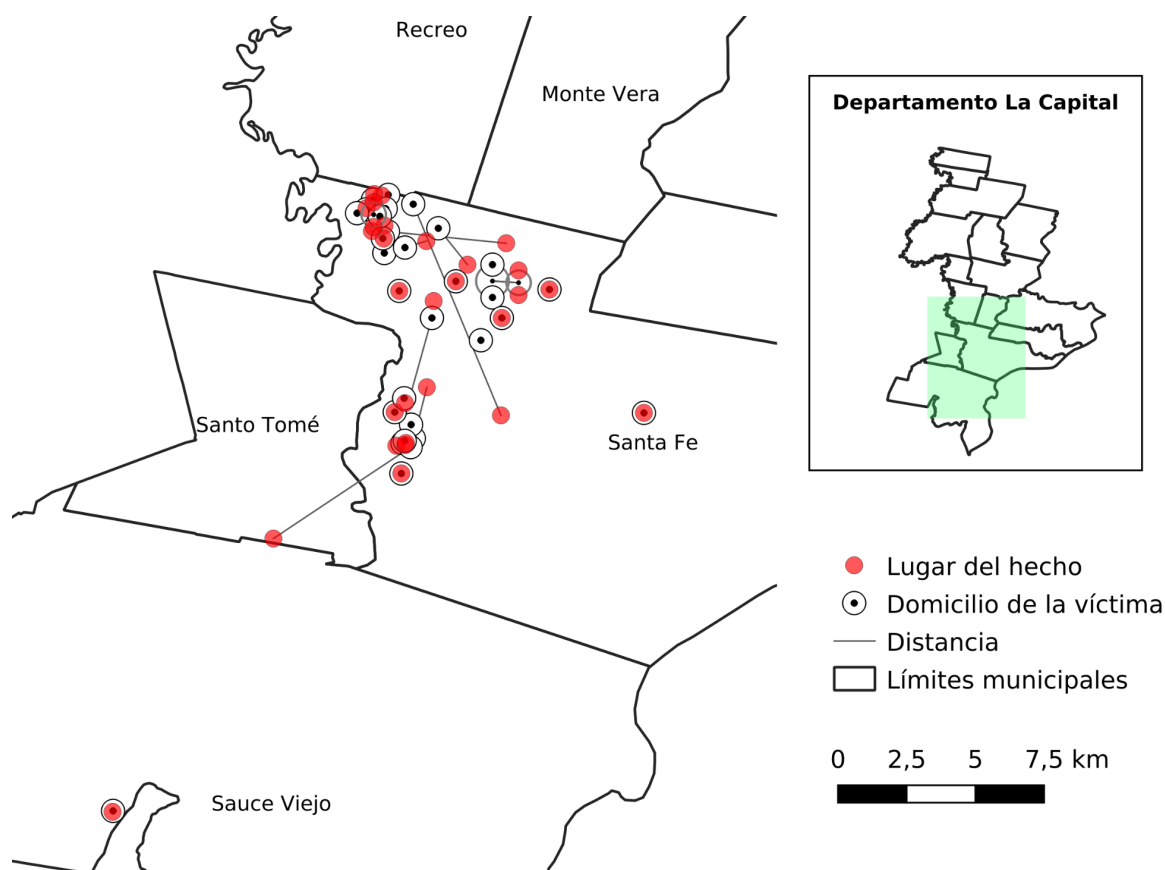 Recreo
Monte Vera
Santo Tomé
Santa Fe
Sauce Viejo
Departamento La Capital
Lugar del hecho
Domicilio de la víctima
Distancia
Límites municipales
0 2,5 5 7,5 km